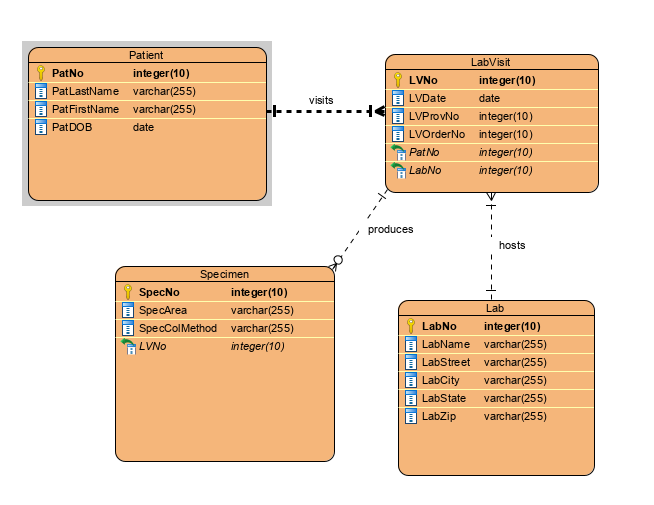 Patient
PatNo integer(10)
PatLastName varchar(255)
PatFirstName varchar(255)
PatDOB date
visits
LabVisit
LVNo integer(10)
LVDate date
LVProvNo integer(10)
LVOrderNo integer(10)
PatNo integer(10)
LabNo integer(10)
produces
hosts
Specimen
SpecNo integer(10)
SpecArea varchar(255)
SpecColMethod varchar(255)
LVNo integer(10)
Lab
LabNo integer(10)
LabName varchar(255)
LabStreet varchar(255)
LabCity varchar(255)
LabState varchar(255)
LabZip varchar(255)